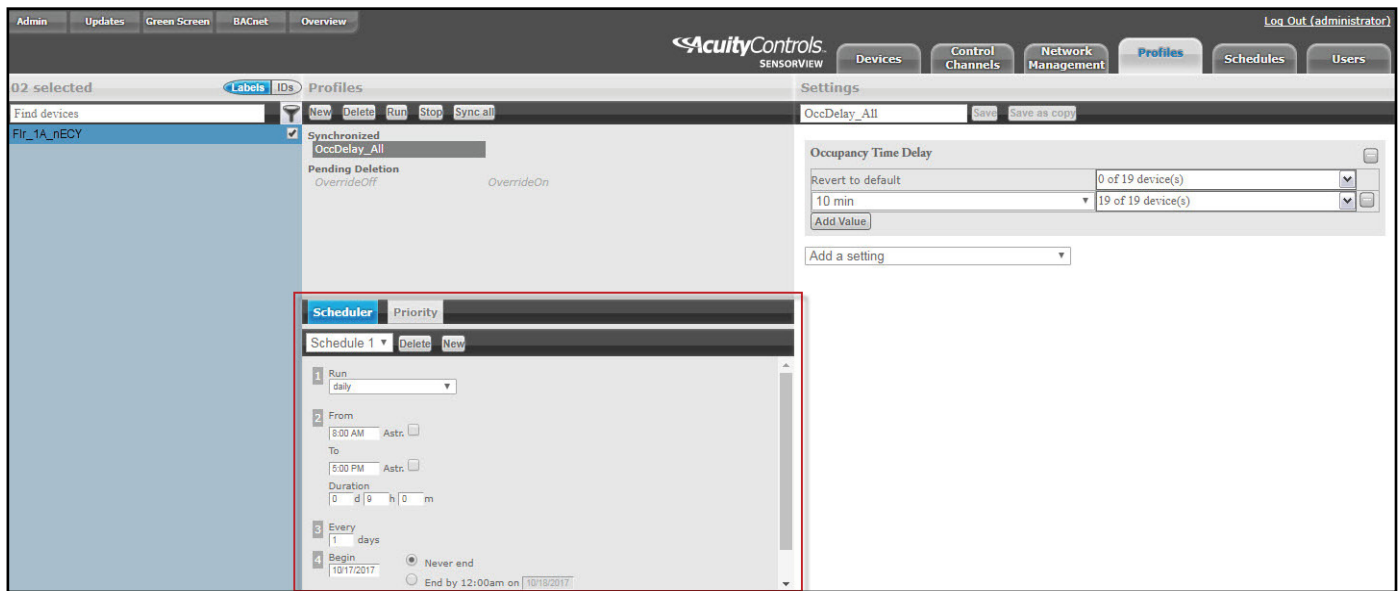 Admin Updates Green Screen BACnet Overview
Log Out (administrator)
AcuityControls
SENSORVIEW
Devices Control Channels Network Management Profiles Schedules Users
02 selected Labels IDs
Find devices
Flr_1A_nECY
Profiles
New Delete Run Stop Sync all
Synchronized
OccDelay_All
Pending Deletion
OverrideOff OverrideOn
Scheduler Priority
Schedule 1 Delete New
1 Run
daily
2 From
8:00 AM Astr.
To
5:00 PM Astr.
Duration
0 d 9 h 0 m
3 Every
1 days
4 Begin
10/17/2017
Never end
End by 12:00am on 10/18/2017
Settings
OccDelay_All Save Save as copy
Occupancy Time Delay
Revert to default 0 of 19 device(s)
10 min 19 of 19 device(s)
Add Value
Add a setting